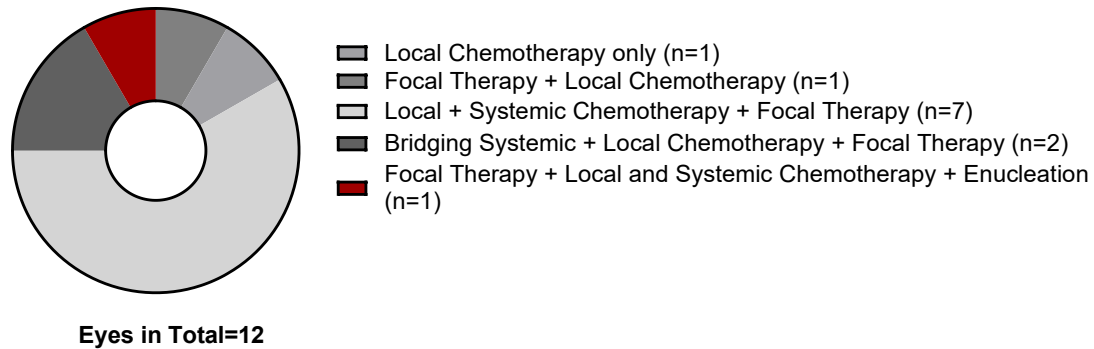 Local Chemotherapy only (n=1)
Focal Therapy + Local Chemotherapy (n=1)
Local + Systemic Chemotherapy + Focal Therapy (n=7)
Bridging Systemic + Local Chemotherapy + Focal Therapy (n=2)
Focal Therapy + Local and Systemic Chemotherapy + Enucleation
(n=1)
Eyes in Total=12